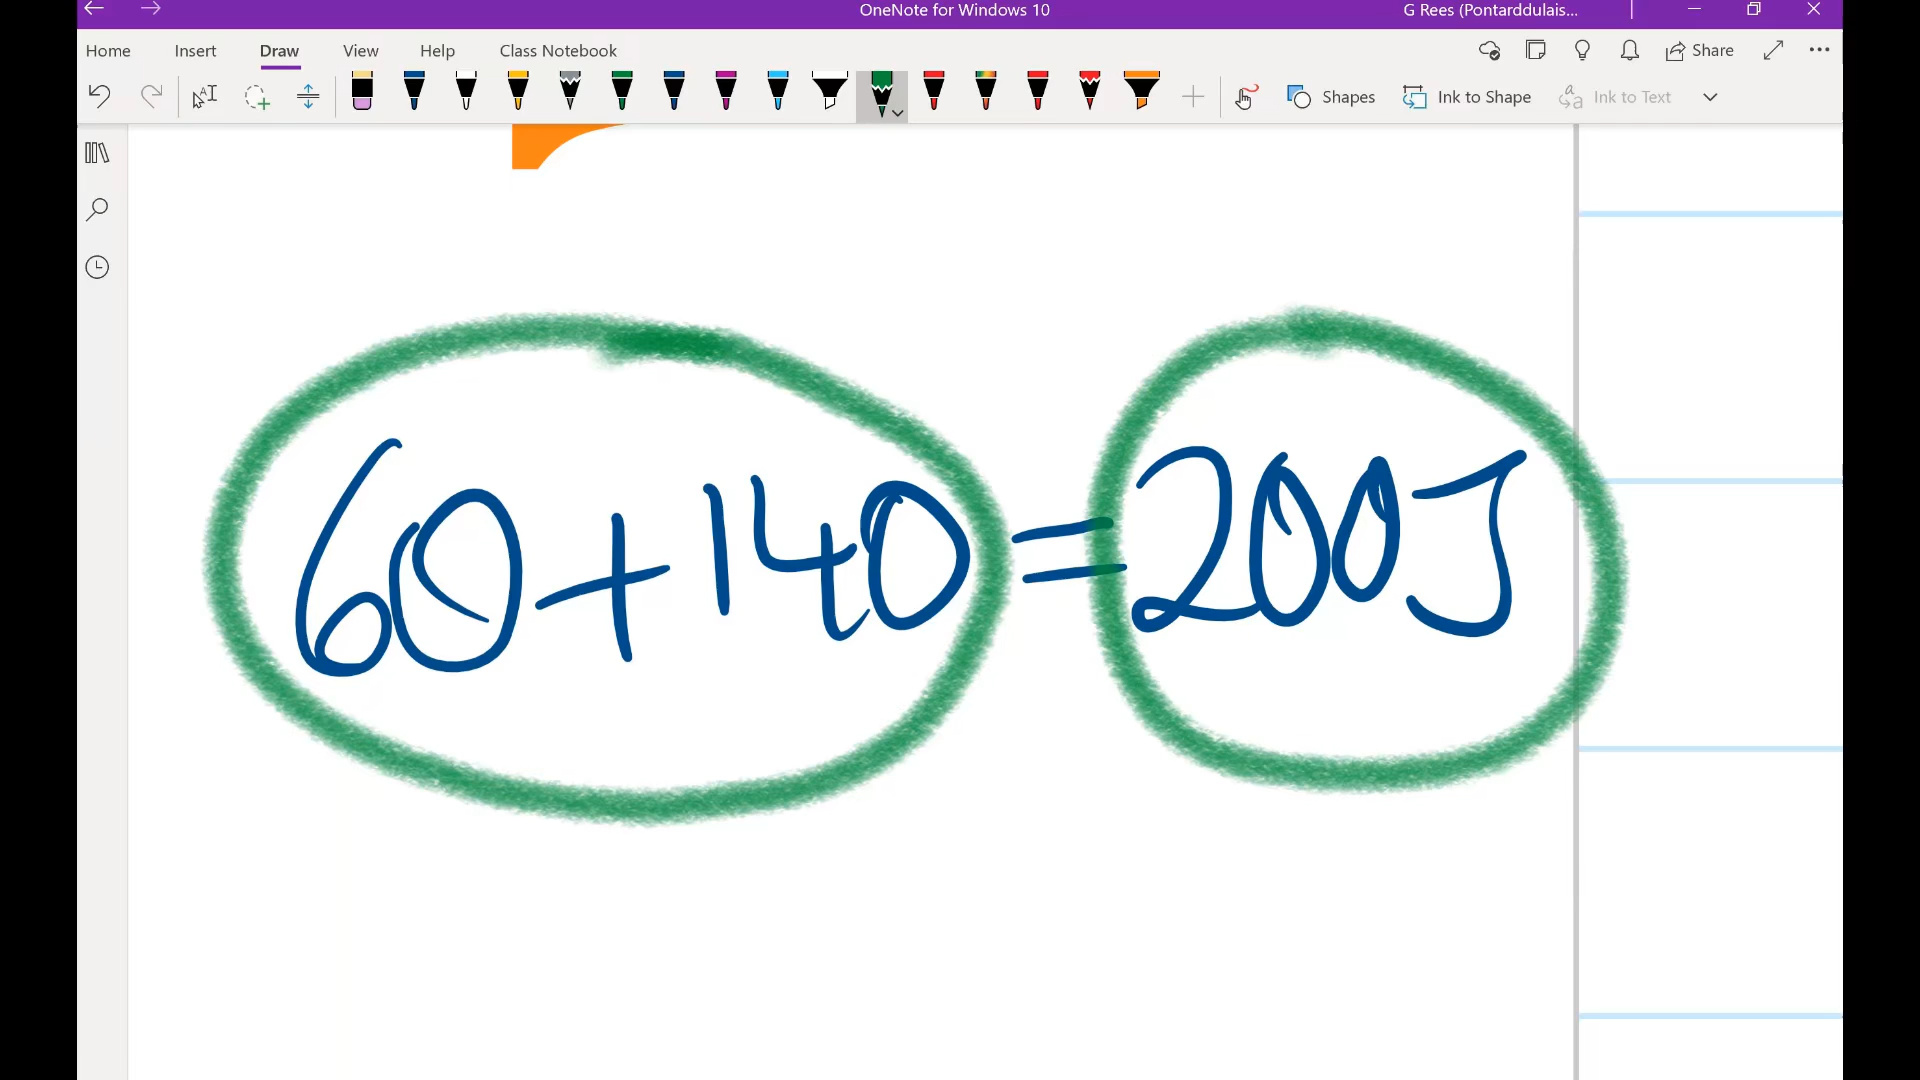 OneNote for Windows 10
G Rees (Pontarddulais...
Home Insert Draw View Help Class Notebook Share
Shapes Ink to Shape Ink to Text
60+140=200J